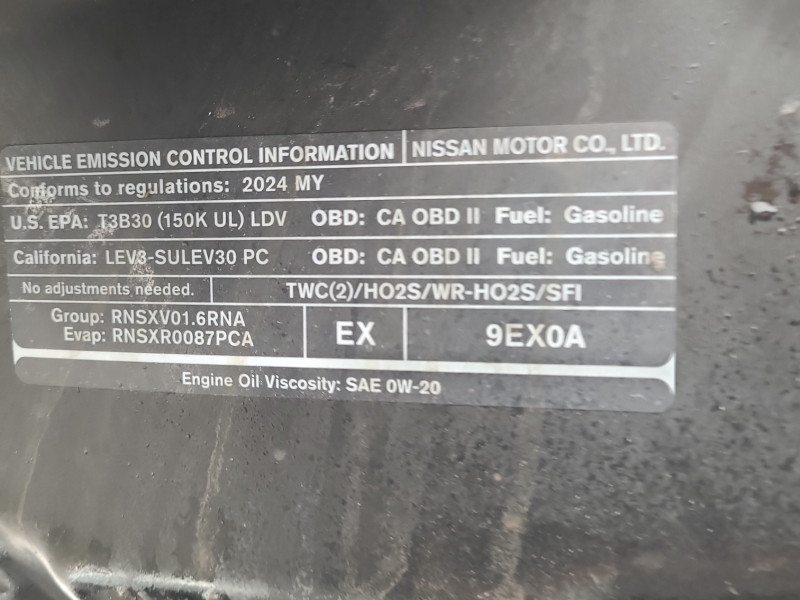 VEHICLE EMISSION CONTROL INFORMATION NISSAN MOTOR CO., LTD.
Conforms to regulations: 2024 MY
U.S. EPA: T3B30 (150K UL) LDV OBD: CA OBD II Fuel: Gasoline
California: LEV3-SULEV30 PC OBD: CA OBD II Fuel: Gasoline
No adjustments needed. TWC(2)/HO2S/WR-HO2S/SFI
Group: RNSXV01.6RNA
Evap: RNSXR0087PCA
EX
9EX0A
Engine Oil Viscosity: SAE 0W-20